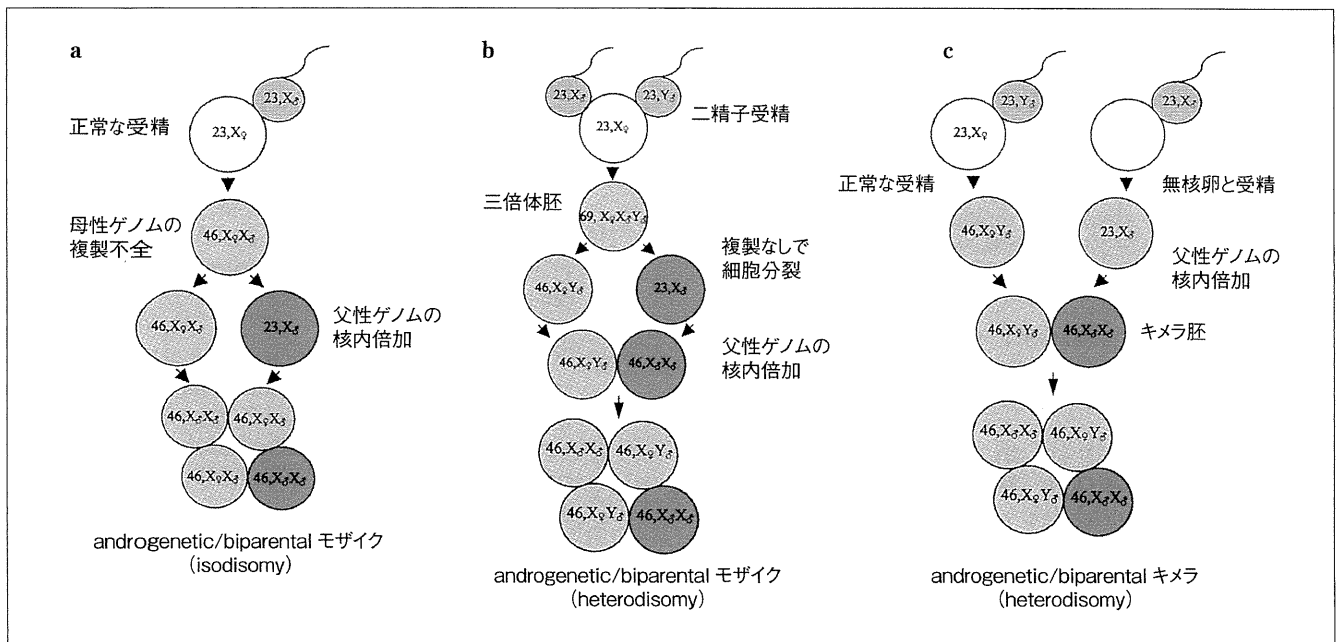 a
23,X♂
正常な受精
23,X♀
母性ゲノムの
複製不全
46,X♀X♂
46,X♀X♂
23,X♂
父性ゲノムの
核内倍加
46,X♂X♂
46,X♀X♂
46,X♀X♂
46,X♂X♂
androgenetic/biparental モザイク
(isodisomy)
b
23,X♂
23,Y♂
二精子受精
23,X♀
三倍体胚
69, X♀X♂Y♂
複製なしで
細胞分裂
46,X♀Y♂
23,X♂
父性ゲノムの
核内倍加
46,X♀Y♂
46,X♂X♂
46,X♂X♂
46,X♀Y♂
46,X♀Y♂
46,X♂X♂
androgenetic/biparental モザイク
(heterodisomy)
c
23,Y♂
23,X♂
23,X♀
正常な受精
無核卵と受精
46,X♀Y♂
23,X♂
父性ゲノムの
核内倍加
46,X♀Y♂
46,X♂X♂
キメラ胚
46,X♂X♂
46,X♀Y♂
46,X♀Y♂
46,X♂X♂
androgenetic/biparental キメラ
(heterodisomy)